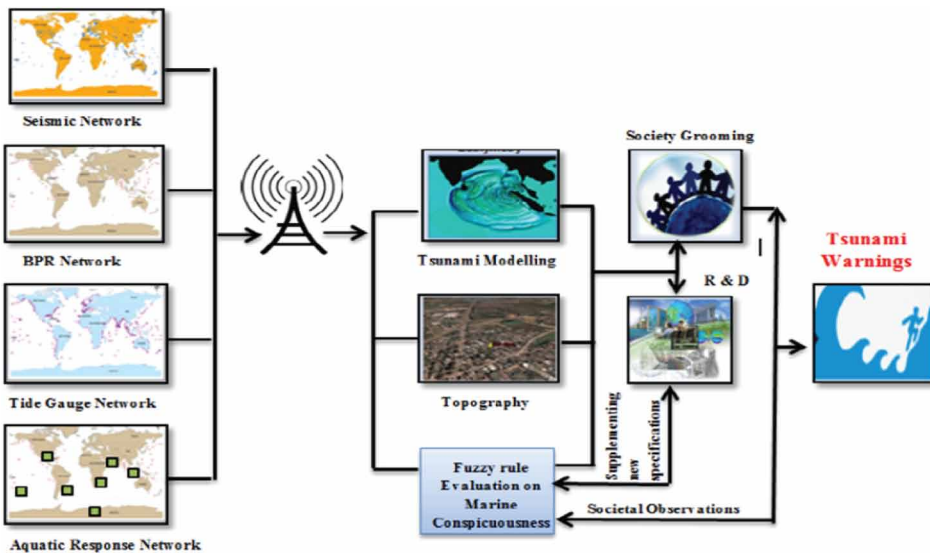 Seismic Network
BPR Network
Tide Gauge Network
Aquatic Response Network
Tsunami Modelling
Topography
Fuzzy rule
Evaluation on
Marine
Conspicuousness
Society Grooming
R & D
Supplementing
new
specifications
Societal Observations
Tsunami
Warnings